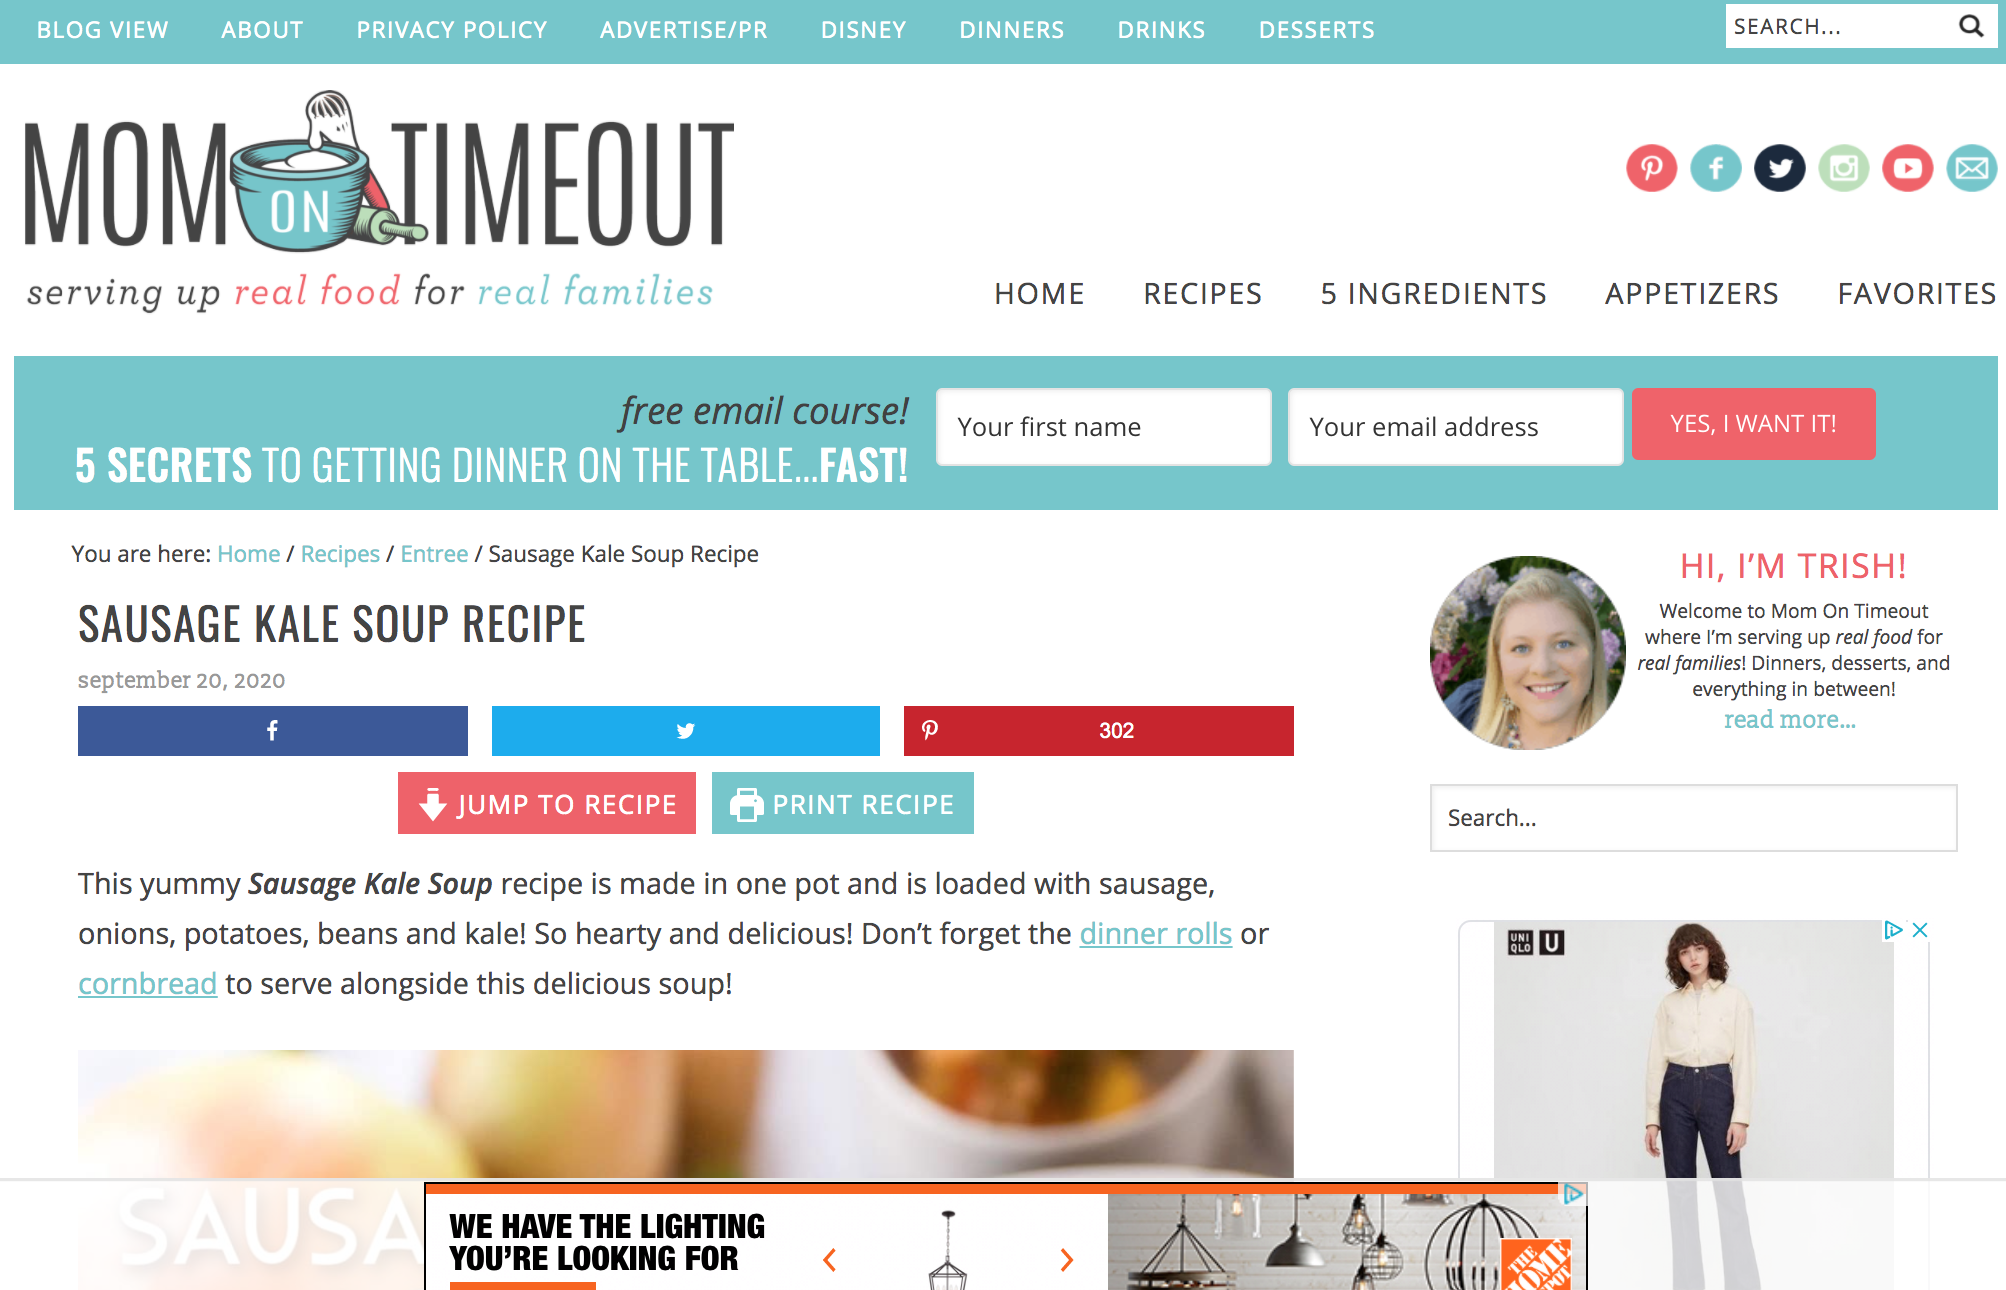 BLOG VIEW ABOUT PRIVACY POLICY ADVERTISE/PR DISNEY DINNERS DRINKS DESSERTS SEARCH...
MOM ON TIMEOUT
serving up real food for real families
HOME RECIPES 5 INGREDIENTS APPETIZERS FAVORITES
free email course!
5 SECRETS TO GETTING DINNER ON THE TABLE...FAST!
Your first name Your email address YES, I WANT IT!
You are here: Home / Recipes / Entree / Sausage Kale Soup Recipe
SAUSAGE KALE SOUP RECIPE
september 20, 2020
302
JUMP TO RECIPE PRINT RECIPE
This yummy Sausage Kale Soup recipe is made in one pot and is loaded with sausage,
onions, potatoes, beans and kale! So hearty and delicious! Don't forget the dinner rolls or
cornbread to serve alongside this delicious soup!
SAUSA
HI, I'M TRISH!
Welcome to Mom On Timeout
where I'm serving up real food for
real families! Dinners, desserts, and
everything in between!
read more...
Search...
UNI
QLO U
WE HAVE THE LIGHTING
YOU'RE LOOKING FOR
THE
HOME